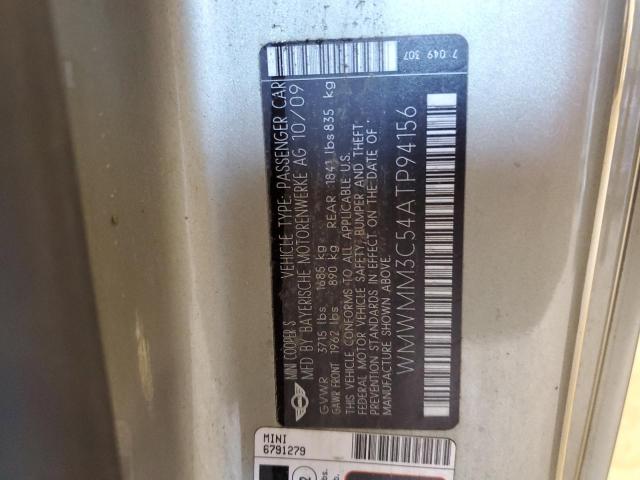 MINI COOPER S VEHICLE TYPE: PASSENGER CAR
MFD BY BAYERISCHE MOTORENWERKE AG 10/09
GVWR 3715 lbs 1685 kg
GAWR FRONT 1962 lbs 890 kg REAR 1841 lbs 835 kg
THIS VEHICLE CONFORMS TO ALL APPLICABLE U.S.
FEDERAL MOTOR VEHICLE SAFETY, BUMPER AND THEFT
PREVENTION STANDARDS IN EFFECT ON THE DATE OF
MANUFACTURE SHOWN ABOVE.
WMWMM3C54ATP94156
7 049 307
MINI
6791279